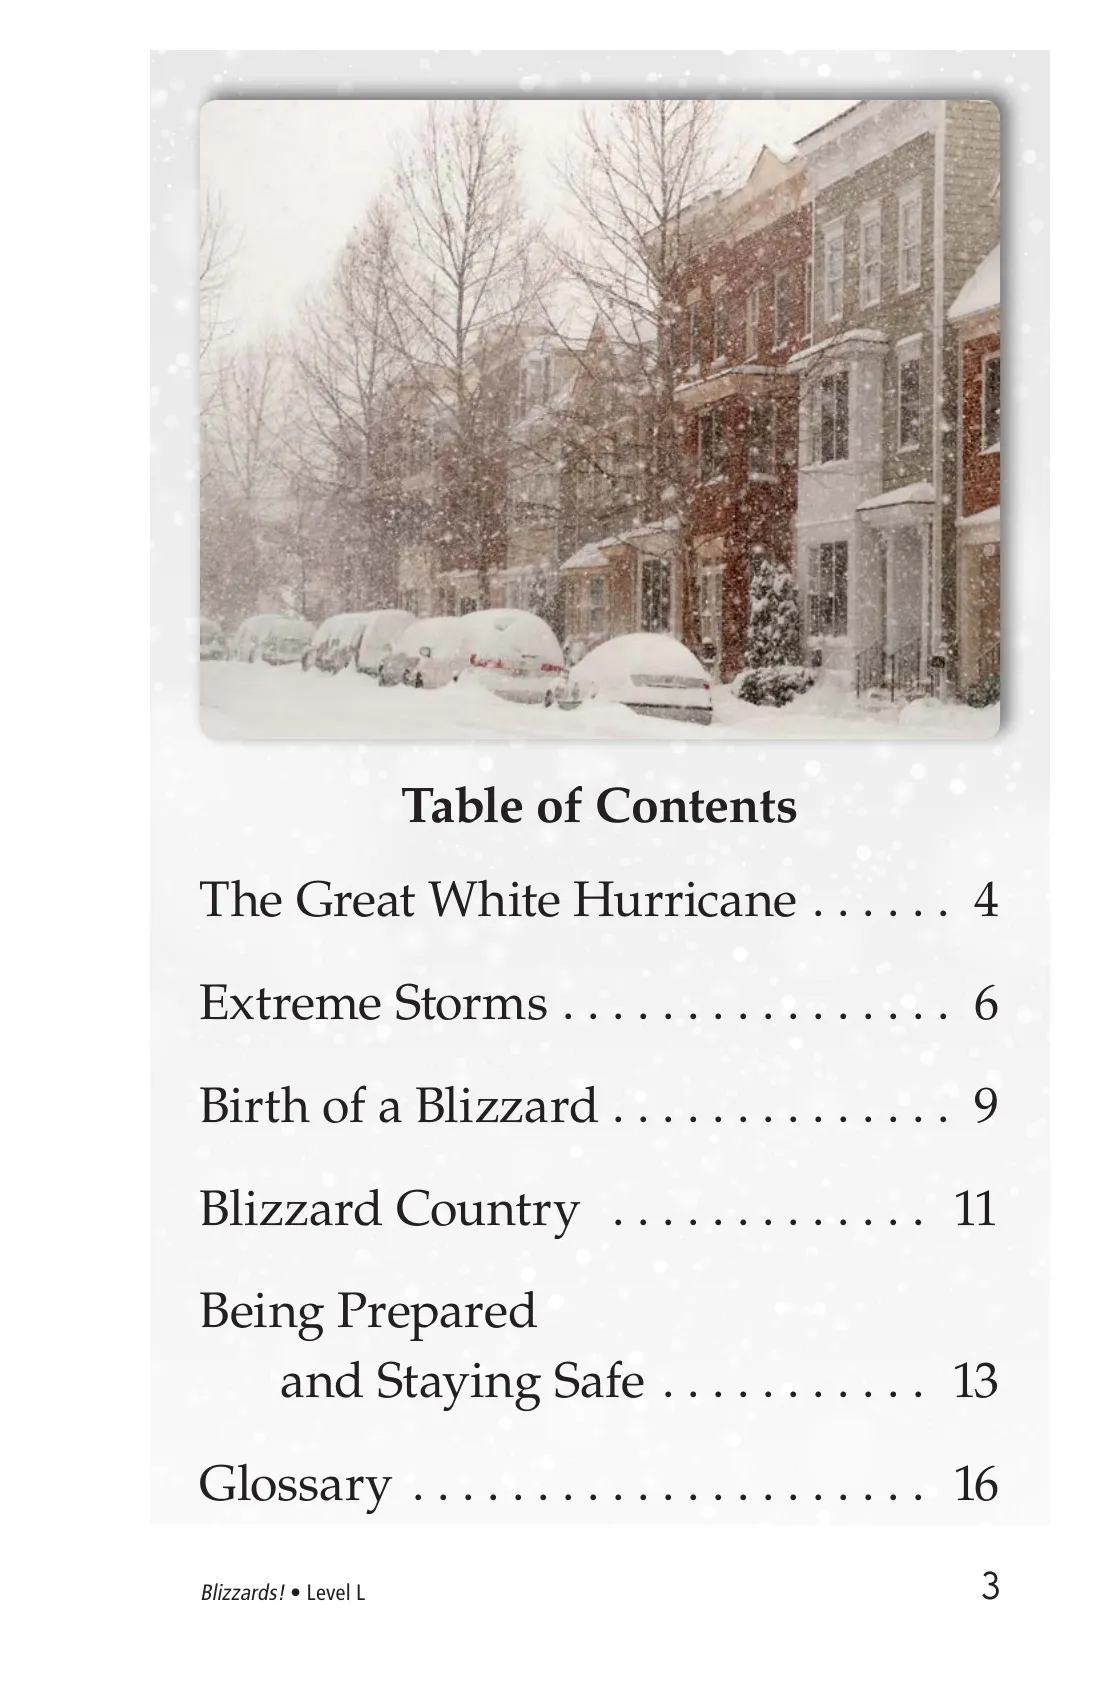 Table of Contents
The Great White Hurricane . . . . . . 4
Extreme Storms . . . . . . . . . . . . . . . . 6
Birth of a Blizzard . . . . . . . . . . . . . . 9
Blizzard Country . . . . . . . . . . . . . 11
Being Prepared
and Staying Safe . . . . . . . . . . . 13
Glossary . . . . . . . . . . . . . . . . . . . . . 16
Blizzards! • Level L 3